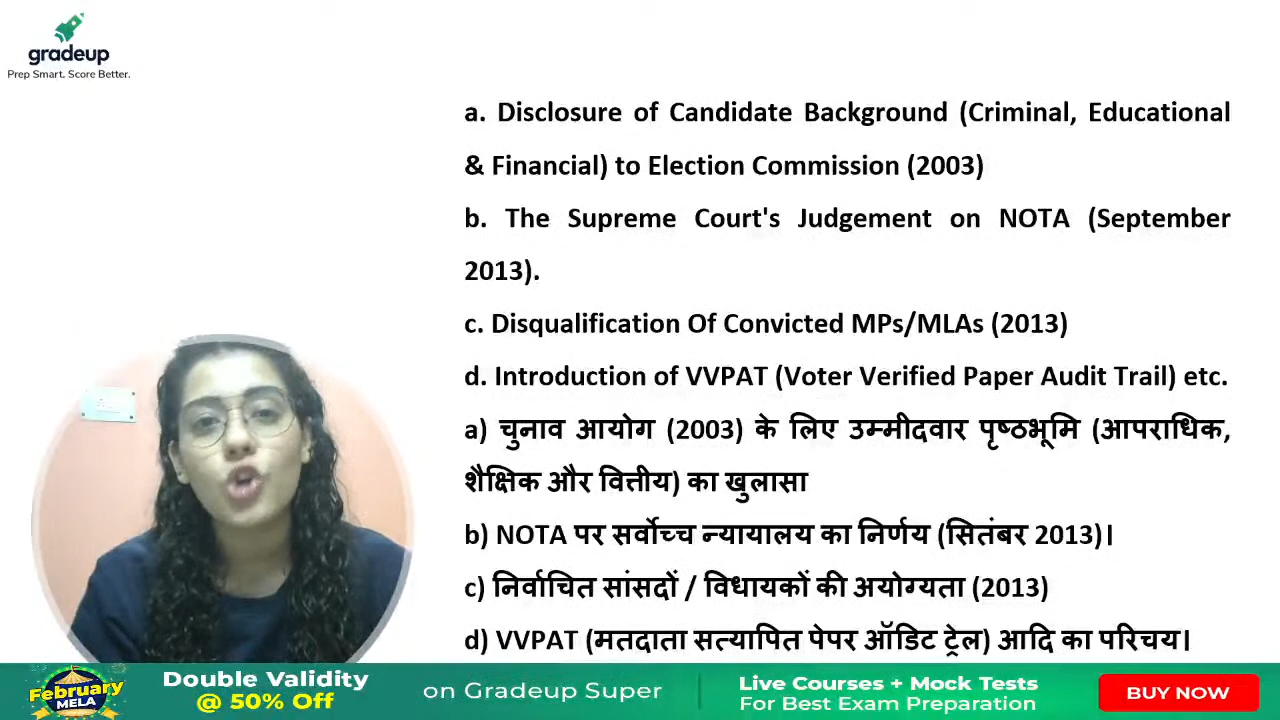 gradeup
Prep Smart. Score Better.
a. Disclosure of Candidate Background (Criminal, Educational
& Financial) to Election Commission (2003)
b. The Supreme Court's Judgement on NOTA (September
2013).
c. Disqualification Of Convicted MPs/MLAs (2013)
d. Introduction of VVPAT (Voter Verified Paper Audit Trail) etc.
a) चुनाव आयोग (2003) के लिए उम्मीदवार पृष्ठभूमि (आपराधिक,
शैक्षिक और वित्तीय) का खुलासा
b) NOTA पर सर्वोच्च न्यायालय का निर्णय (सितंबर 2013)।
c) निर्वाचित सांसदों / विधायकों की अयोग्यता (2013)
d) VVPAT (मतदाता सत्यापित पेपर ऑडिट ट्रेल) आदि का परिचय।
February
MELA
Double Validity
@ 50% Off
on Gradeup Super
Live Courses + Mock Tests
For Best Exam Preparation
BUY NOW